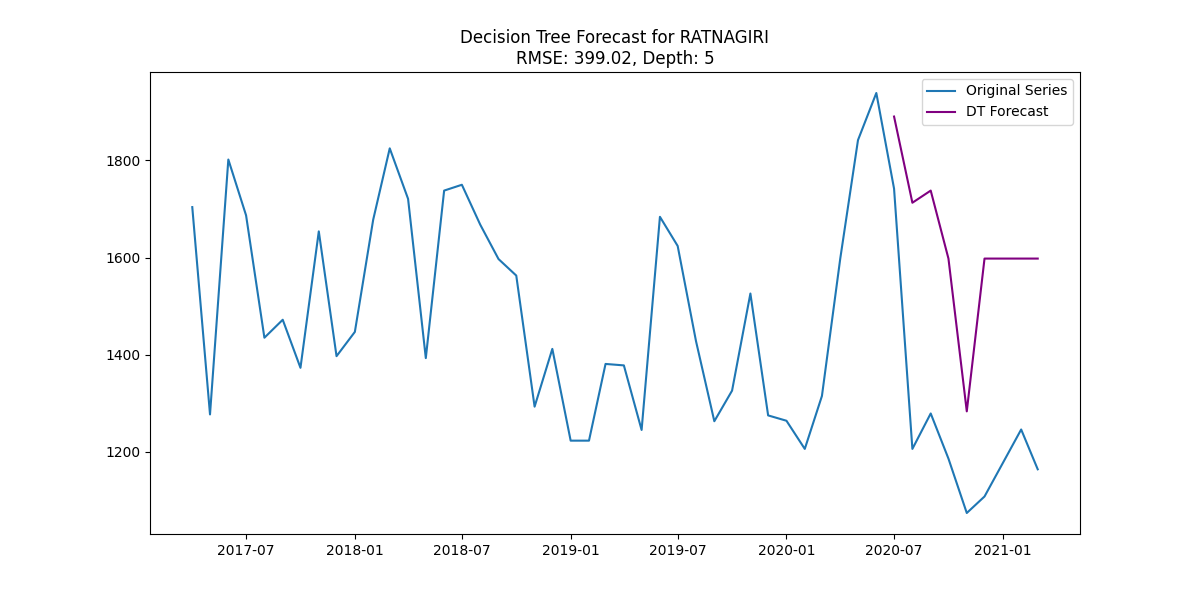 Decision Tree Forecast for RATNAGIRI
RMSE: 399.02, Depth: 5
Original Series
DT Forecast
1800
1600
1400
1200
2017-07 2018-01 2018-07 2019-01 2019-07 2020-01 2020-07 2021-01